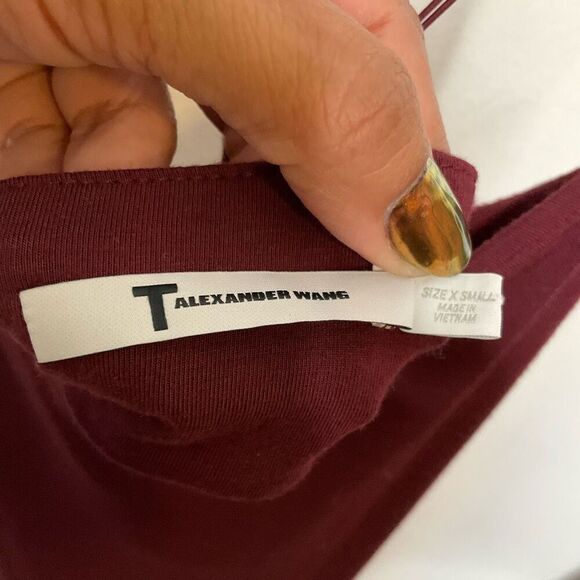 T ALEXANDER WANG
SIZE X SMALL
MADE IN
VIETNAM